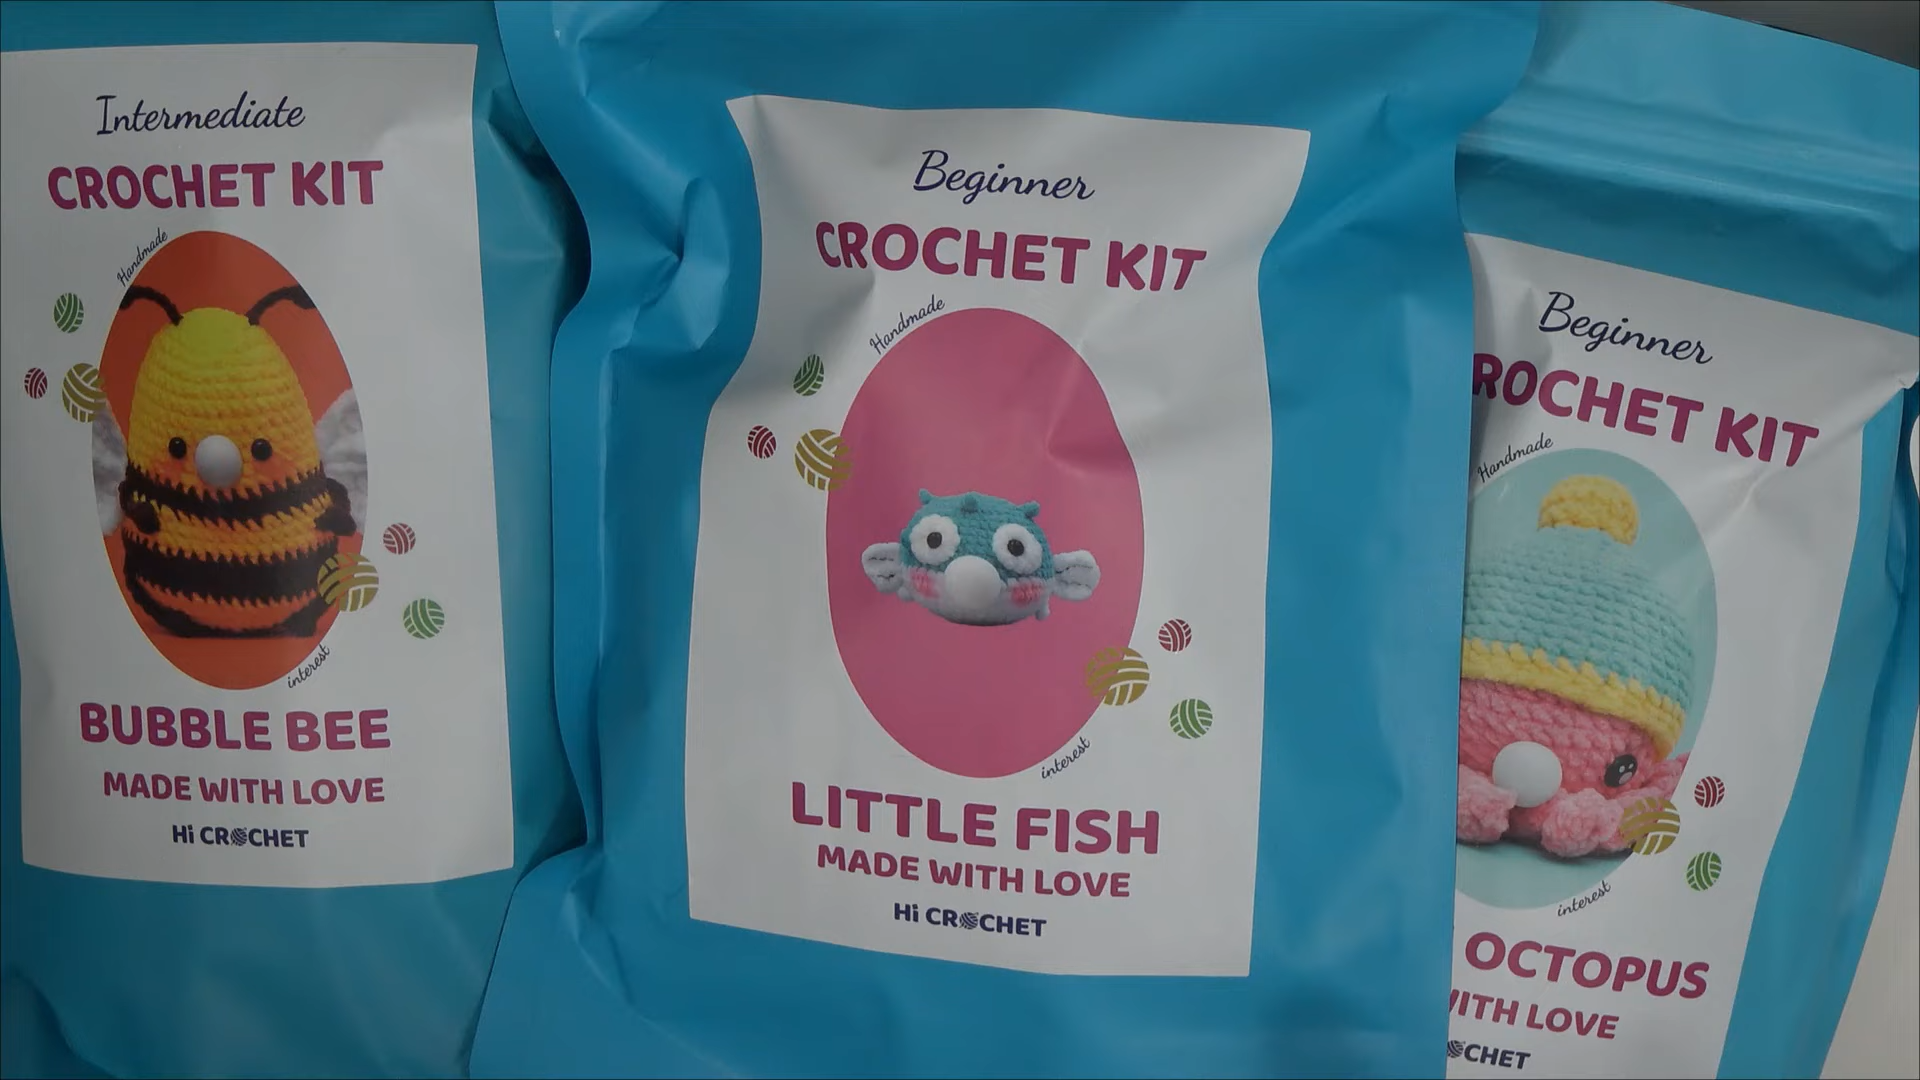 Intermediate
CROCHET KIT
Handmade
interest
BUBBLE BEE
MADE WITH LOVE
Hi CROCHET
Beginner
CROCHET KIT
Handmade
interest
LITTLE FISH
MADE WITH LOVE
Hi CROCHET
Beginner
ROCHET KIT
Handmade
interest
OCTOPUS
WITH LOVE
CHET